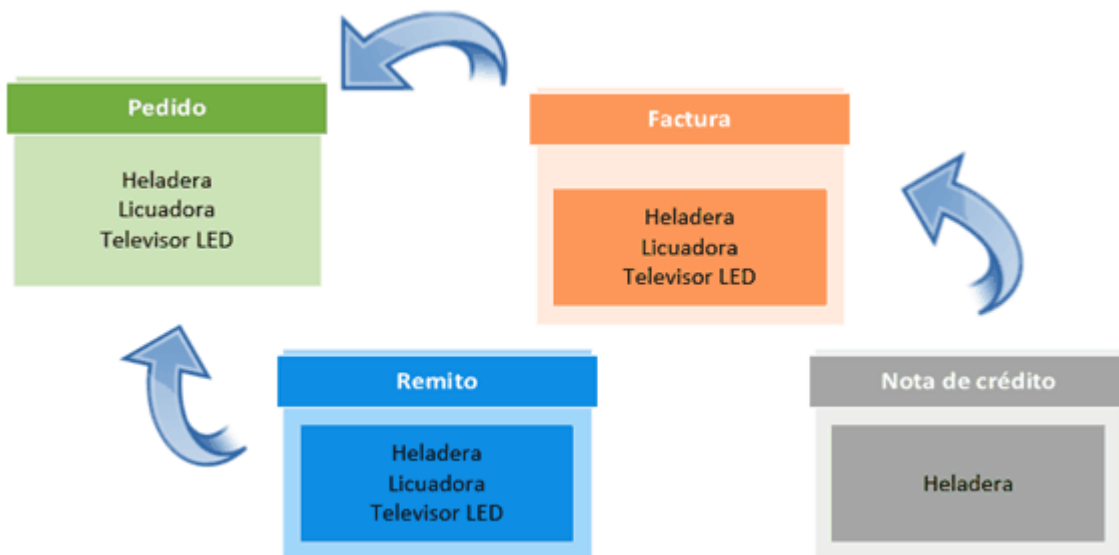 Pedido
Heladera
Licuadora
Televisor LED
Factura
Heladera
Licuadora
Televisor LED
Remito
Heladera
Licuadora
Televisor LED
Nota de crédito
Heladera